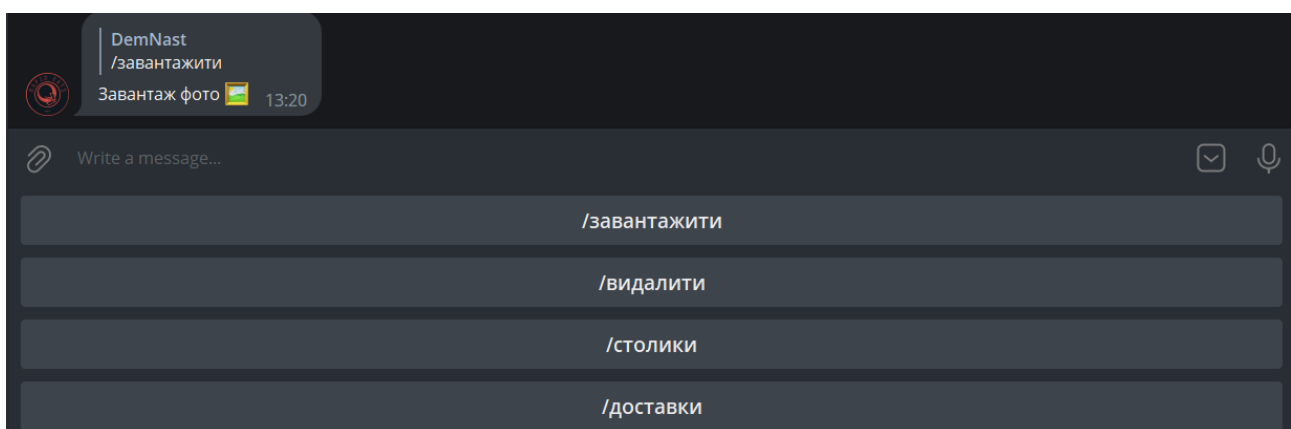 DemNast
/завантажити
Завантаж фото 🖼️ 13:20
Write a message...
/завантажити
/видалити
/столики
/доставки